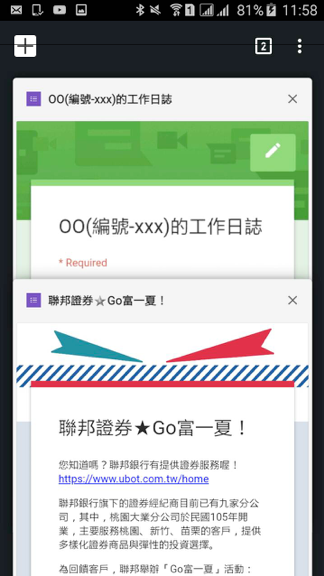 81% 11:58
2
OO(編號-xxx)的工作日誌
OO(編號-xxx)的工作日誌
* Required
聯邦證券★Go富一夏！
聯邦證券★Go富一夏！
您知道嗎？聯邦銀行有提供證券服務喔！
https://www.ubot.com.tw/home
聯邦銀行旗下的證券經紀商目前已有九家分公
司，其中，桃園大業分公司於民國105年開
業，主要服務桃園、新竹、苗栗的客戶，提供
多樣化證券商品與彈性的投資選擇。
為回饋客戶，聯邦舉辦「Go富一夏」活動：